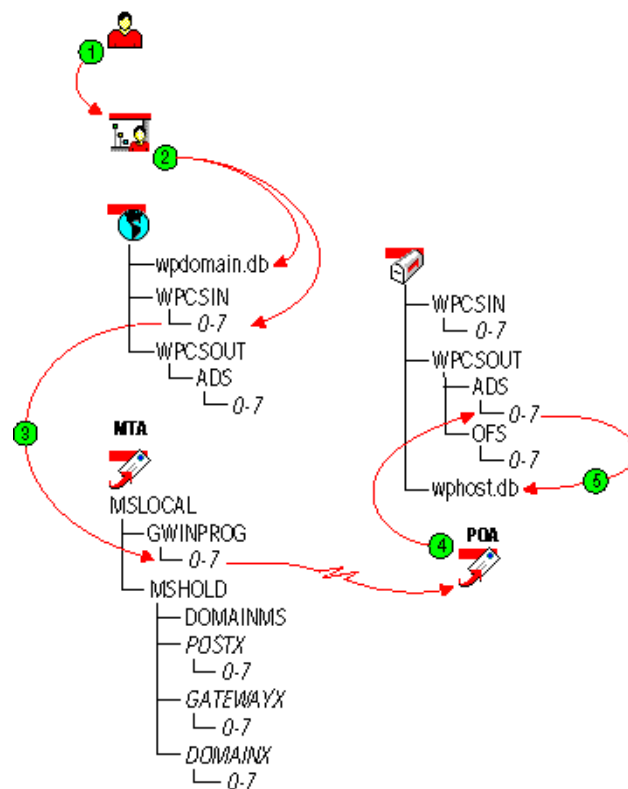 1
2
wpdomain.db
WPCSIN
0-7
WPCSOUT
ADS
0-7
3
MTA
MSLOCAL
GWINPROG
0-7
MSHOLD
DOMAINMS
POSTX
0-7
GATEWAYX
0-7
DOMAINX
0-7
WPCSIN
0-7
WPCSOUT
ADS
0-7
OFS
0-7
5
wphost.db
4
POA